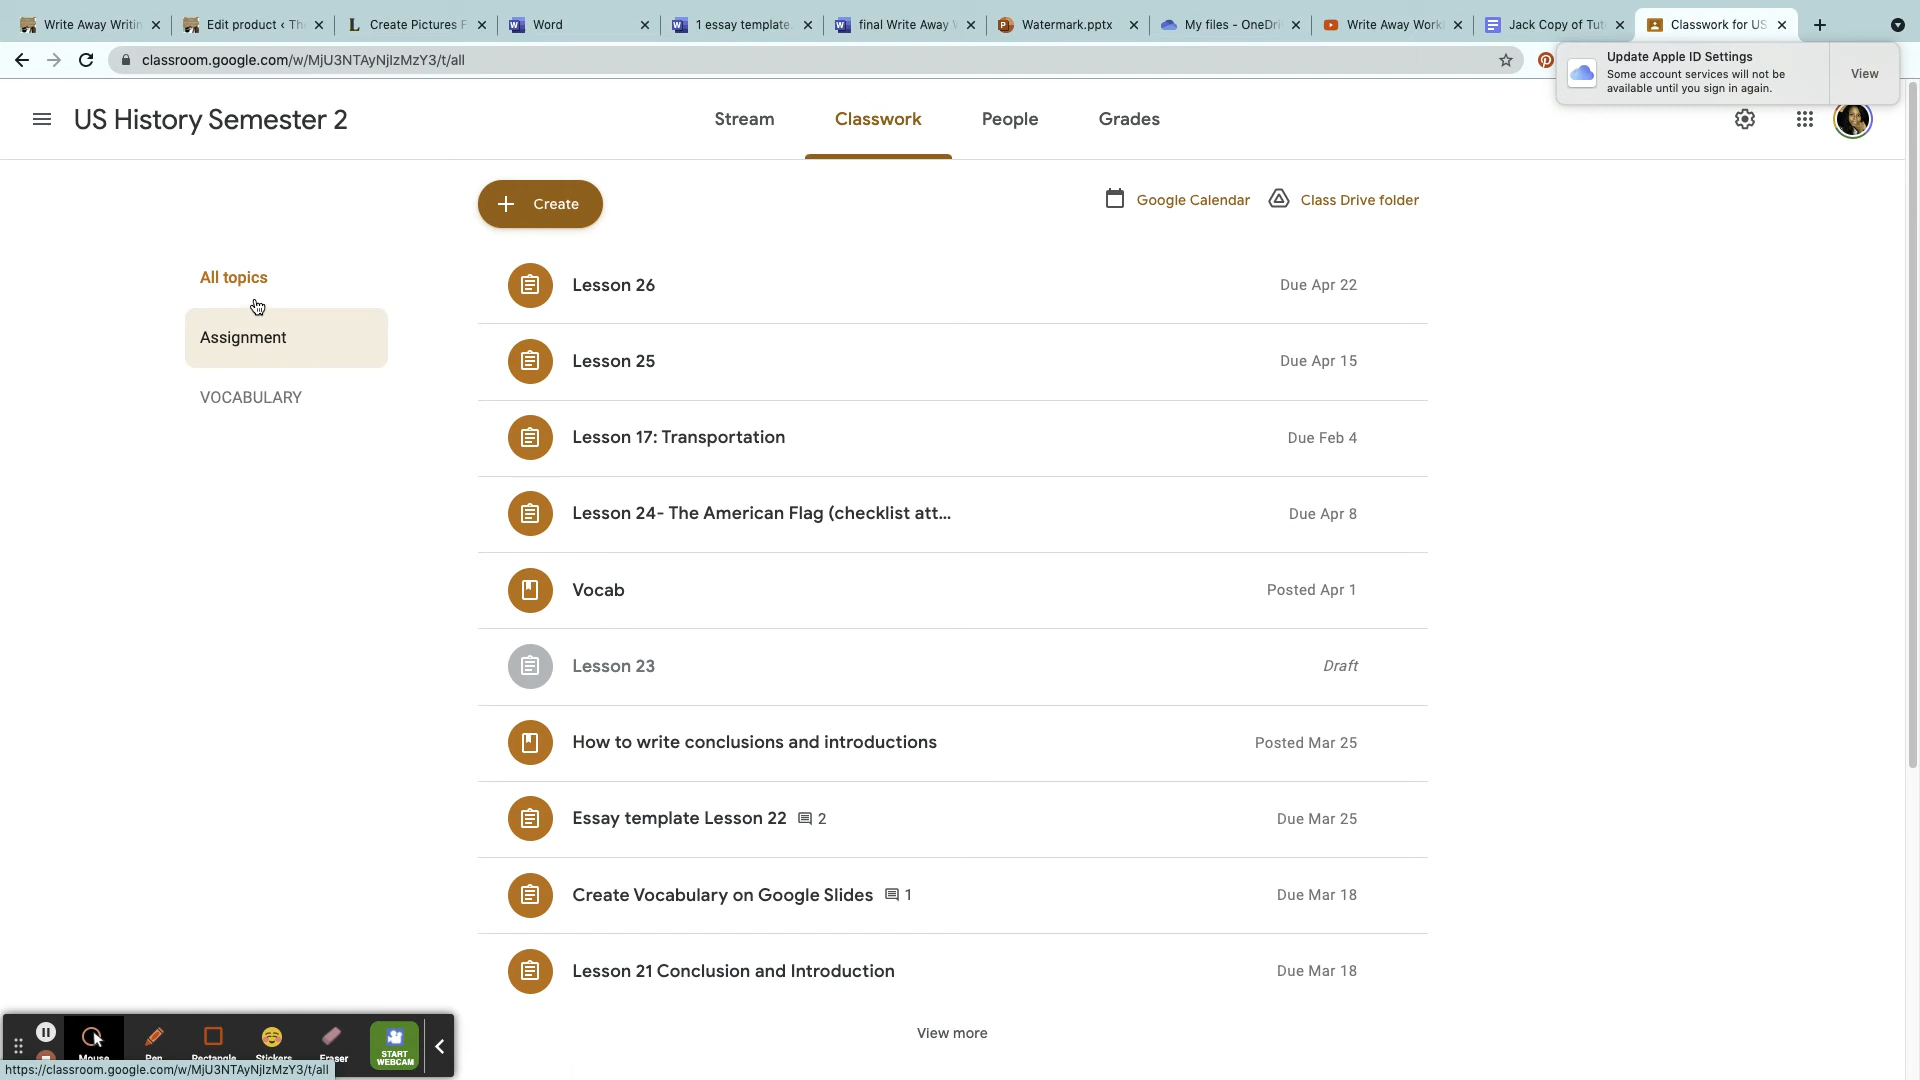 Write Away Writin
Edit product ‹ The
Create Pictures F
Word
1 essay template.
final Write Away W
Watermark.pptx
My files - OneDri
Write Away Work
Jack Copy of Tut
Classwork for US
classroom.google.com/w/MjU3NTAyNjIzMzY3/t/all
Update Apple ID Settings
Some account services will not be
available until you sign in again.
View
US History Semester 2
Stream
Classwork
People
Grades
Create
Google Calendar
Class Drive folder
All topics
Assignment
VOCABULARY
Lesson 26
Due Apr 22
Lesson 25
Due Apr 15
Lesson 17: Transportation
Due Feb 4
Lesson 24- The American Flag (checklist att...
Due Apr 8
Vocab
Posted Apr 1
Lesson 23
Draft
How to write conclusions and introductions
Posted Mar 25
Essay template Lesson 22 2
Due Mar 25
Create Vocabulary on Google Slides 1
Due Mar 18
Lesson 21 Conclusion and Introduction
Due Mar 18
View more
Mouse
Pen
Rectangle
Stickers
Eraser
START
WEBCAM
https://classroom.google.com/w/MjU3NTAyNjIzMzY3/t/all